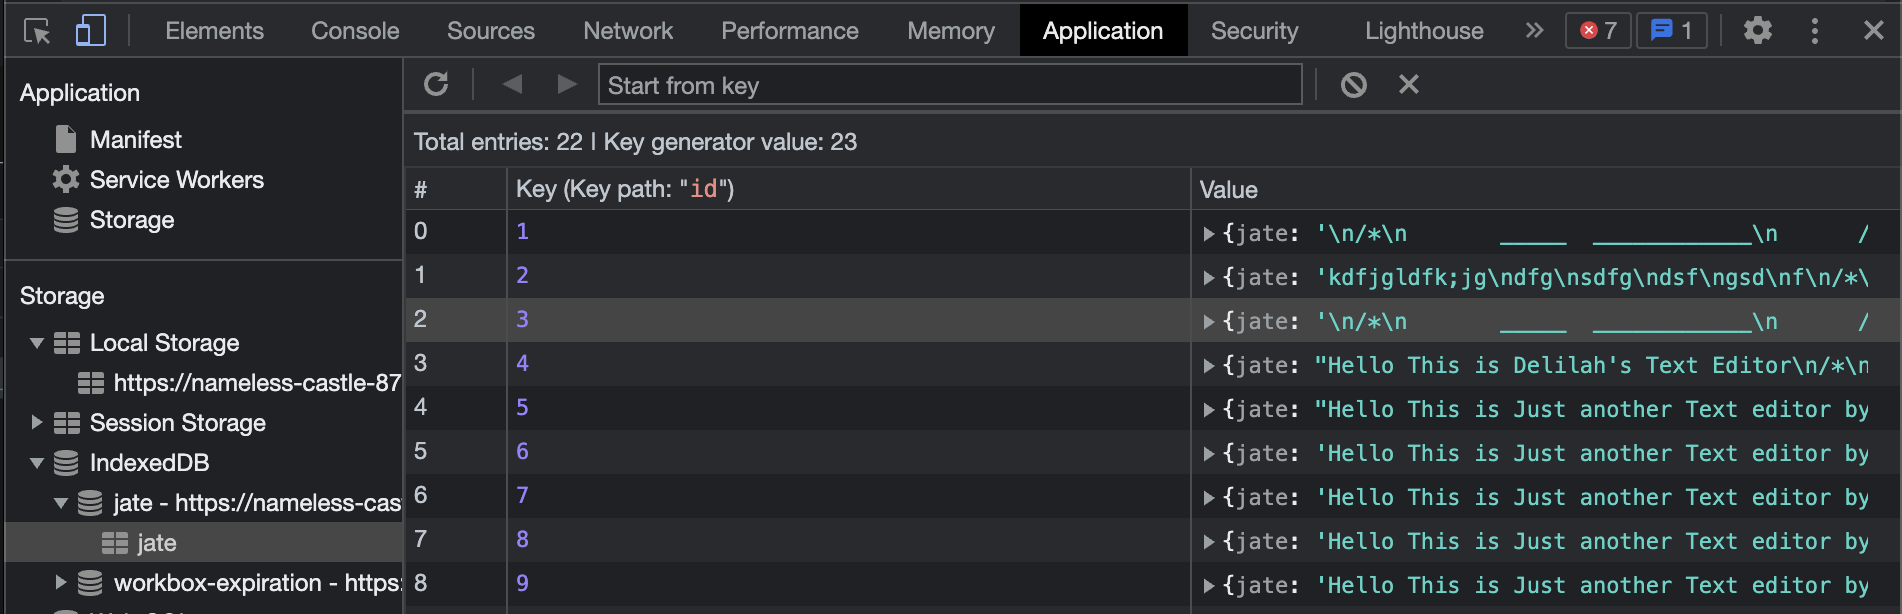 Elements Console Sources Network Performance Memory Application Security Lighthouse 7 1
Application
Manifest
Service Workers
Storage
Storage
Local Storage
https://nameless-castle-87
Session Storage
IndexedDB
jate - https://nameless-cas
jate
workbox-expiration - https:
Start from key
Total entries: 22 | Key generator value: 23
# Key (Key path: "id") Value
0 1 {jate: '\n/*\n _____ ____________\n /
1 2 {jate: 'kdfjgldfk;jg\ndfg\nsdfg\ndsf\ngsd\nf\n/*\
2 3 {jate: '\n/*\n _____ ____________\n /
3 4 {jate: "Hello This is Delilah's Text Editor\n/*\n
4 5 {jate: "Hello This is Just another Text editor by
5 6 {jate: 'Hello This is Just another Text editor by
6 7 {jate: 'Hello This is Just another Text editor by
7 8 {jate: 'Hello This is Just another Text editor by
8 9 {jate: 'Hello This is Just another Text editor by